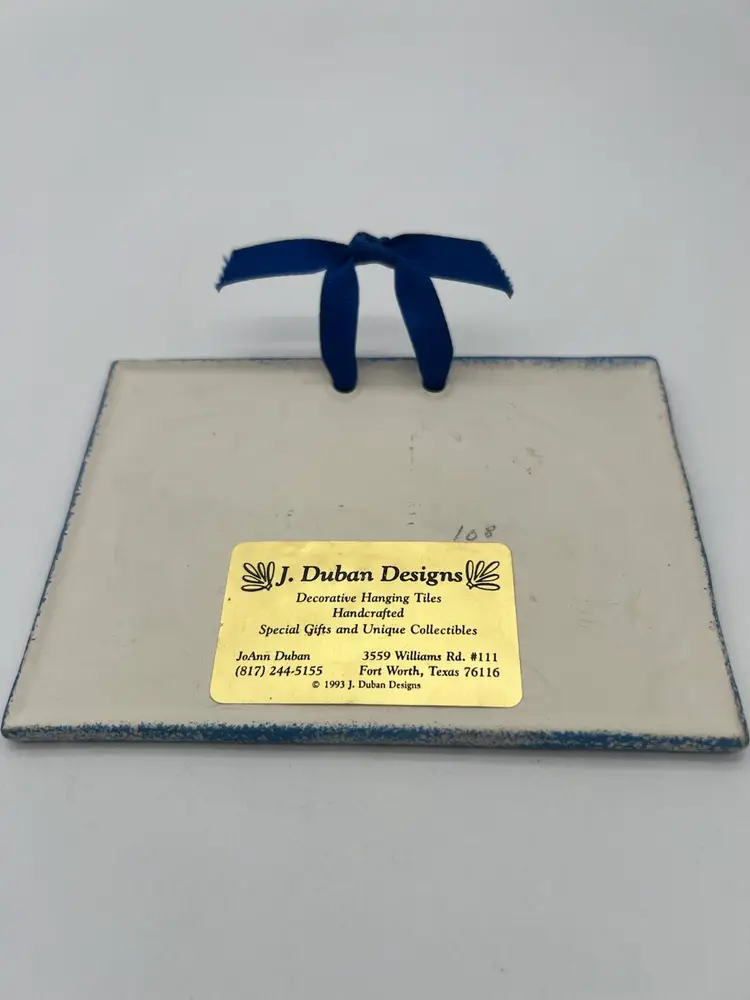 108
J. Duban Designs
Decorative Hanging Tiles
Handcrafted
Special Gifts and Unique Collectibles
JoAnn Duban 3559 Williams Rd. #111
(817) 244-5155 Fort Worth, Texas 76116
© 1993 J. Duban Designs